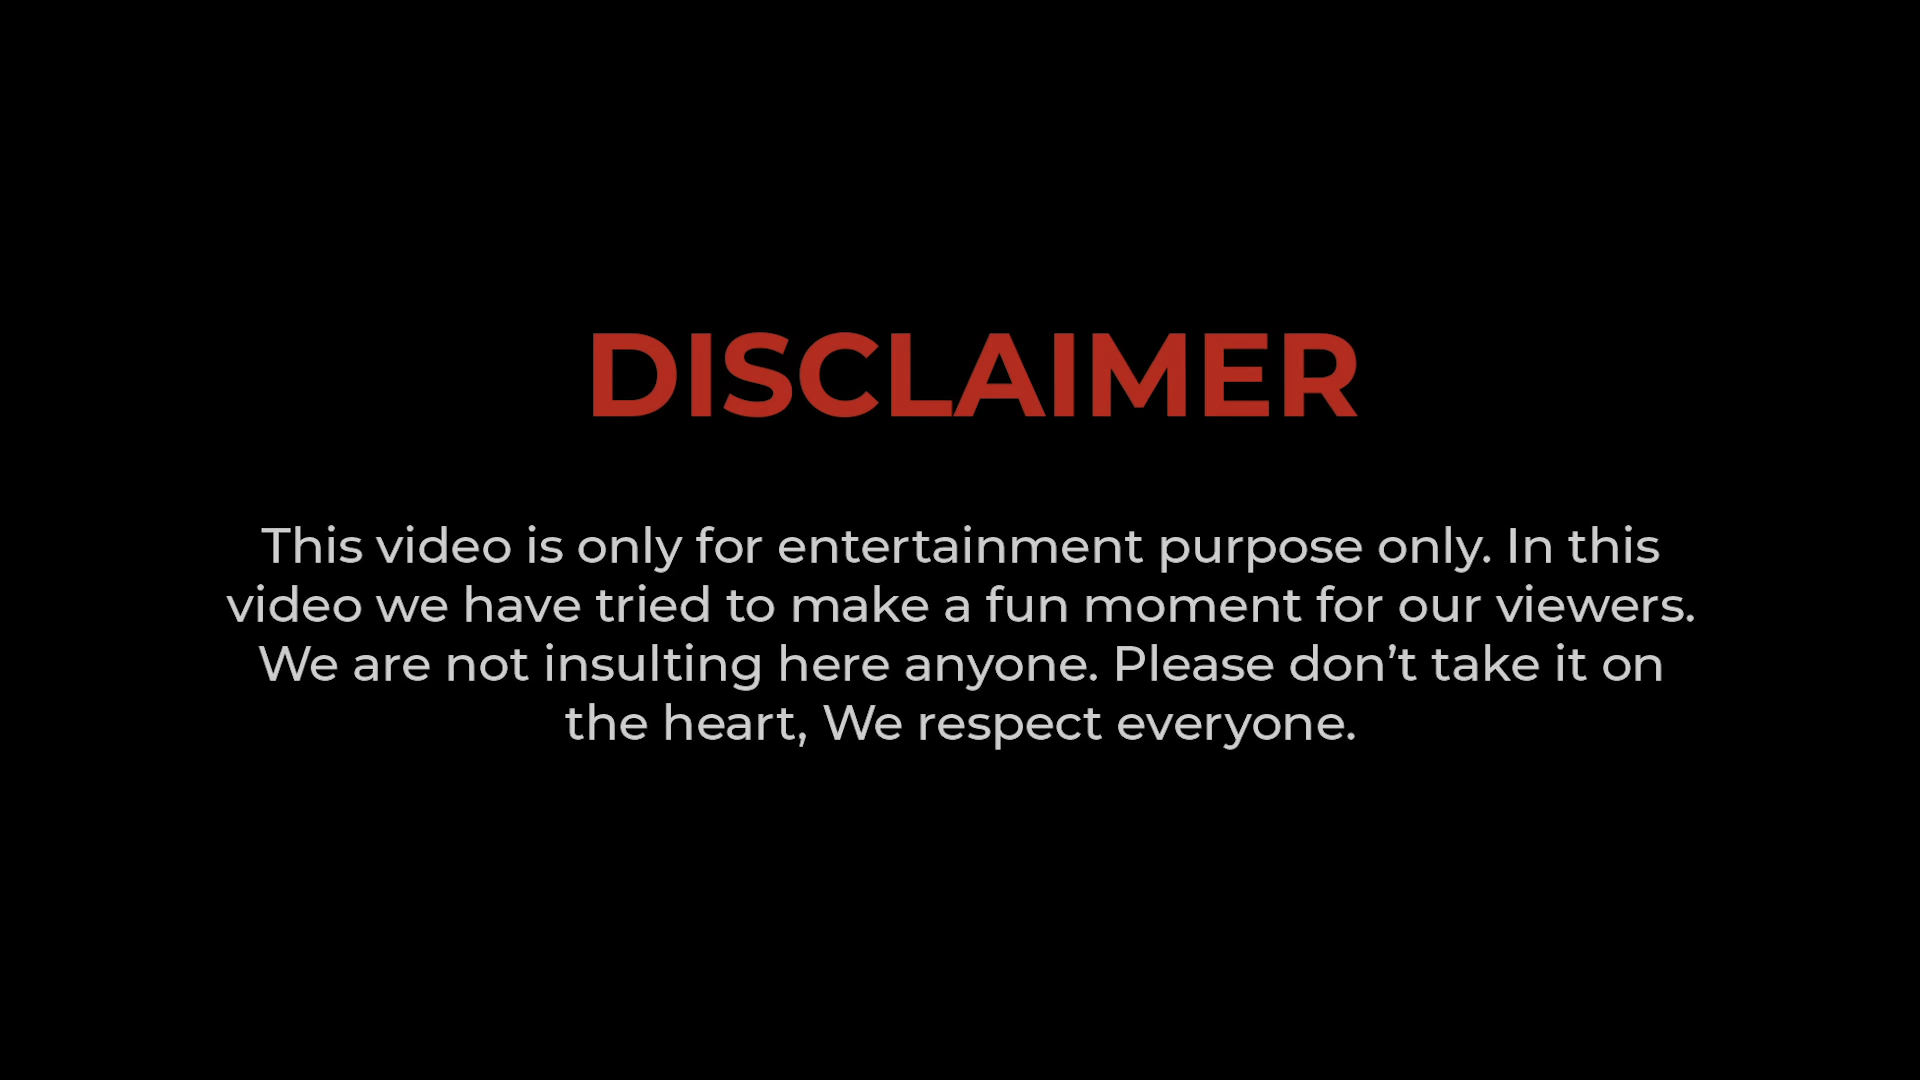 DISCLAIMER
This video is only for entertainment purpose only. In this
video we have tried to make a fun moment for our viewers.
We are not insulting here anyone. Please don’t take it on
the heart, We respect everyone.